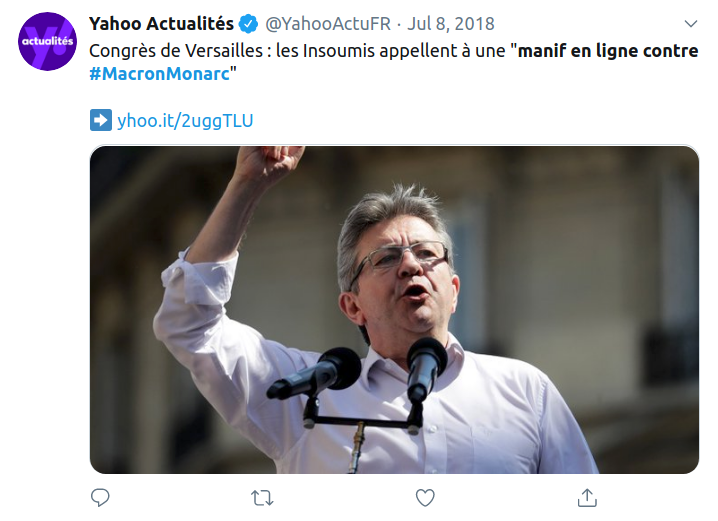 actualités
Yahoo Actualités @YahooActuFR · Jul 8, 2018
Congrès de Versailles : les Insoumis appellent à une "manif en ligne contre
#MacronMonarc"
yhoo.it/2uggTLU